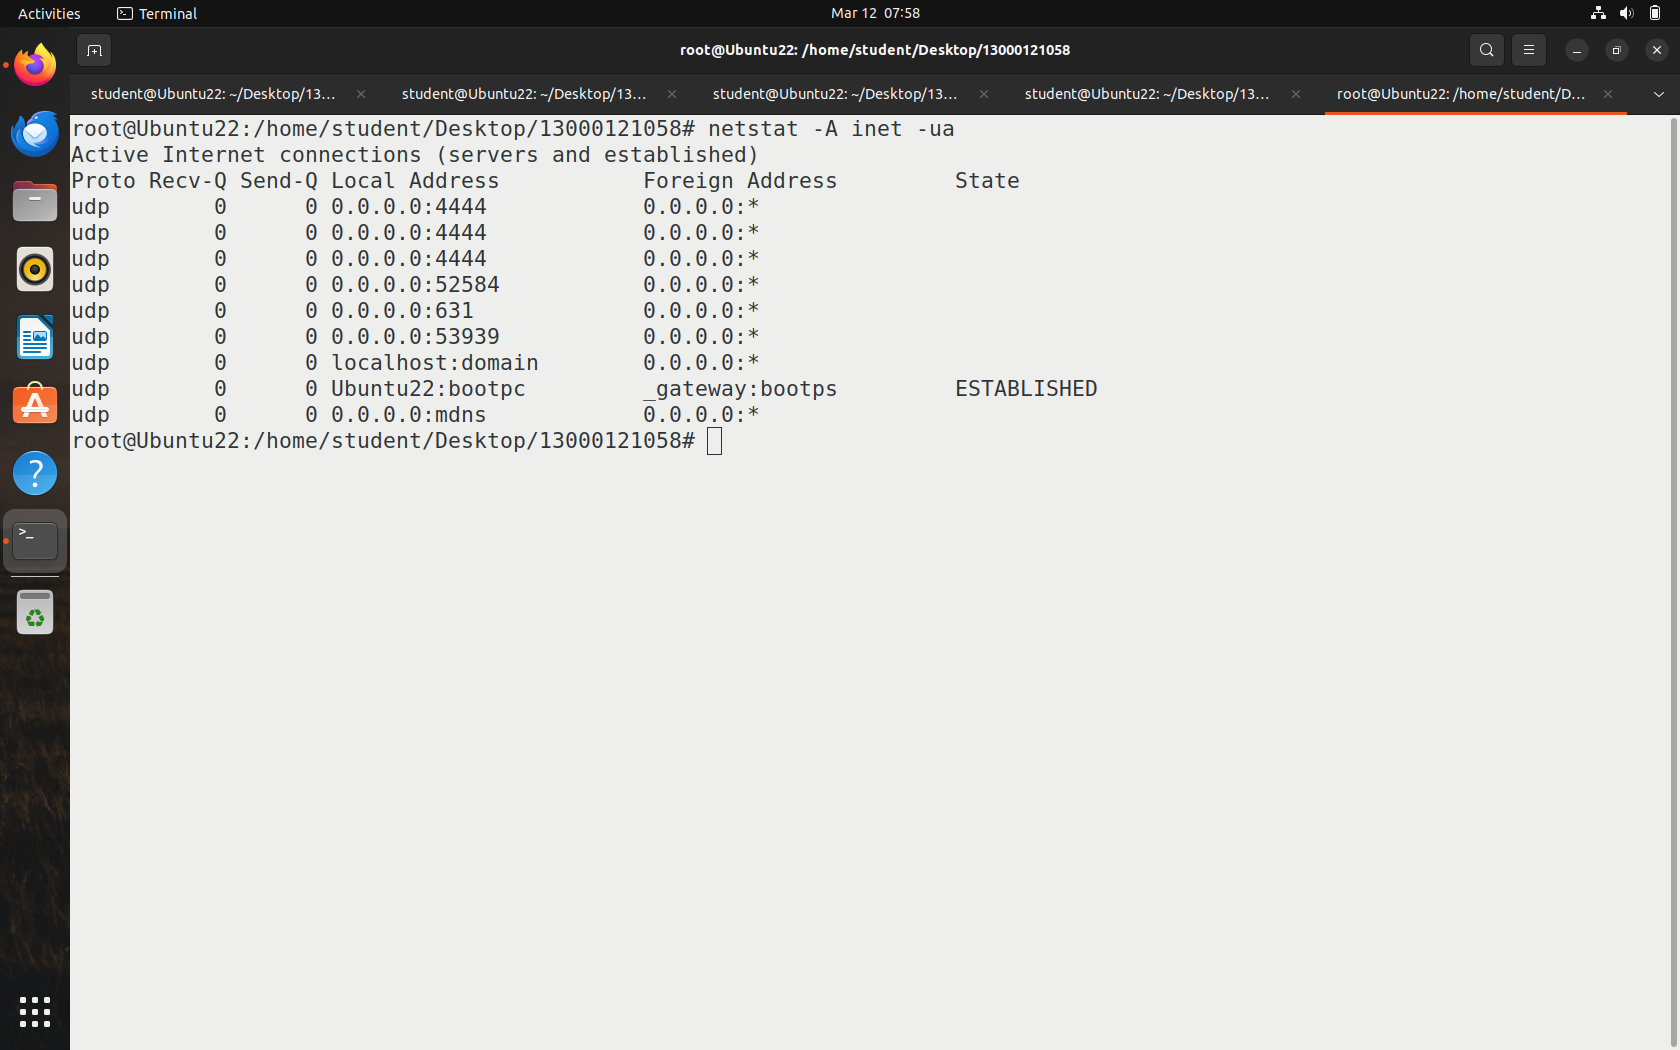 Activities Terminal Mar 12 07:58
root@Ubuntu22: /home/student/Desktop/13000121058
student@Ubuntu22: ~/Desktop/13... student@Ubuntu22: ~/Desktop/13... student@Ubuntu22: ~/Desktop/13... student@Ubuntu22: ~/Desktop/13... root@Ubuntu22: /home/student/D...
root@Ubuntu22:/home/student/Desktop/13000121058# netstat -A inet -ua
Active Internet connections (servers and established)
Proto Recv-Q Send-Q Local Address           Foreign Address         State
udp        0      0 0.0.0.0:4444            0.0.0.0:*
udp        0      0 0.0.0.0:4444            0.0.0.0:*
udp        0      0 0.0.0.0:4444            0.0.0.0:*
udp        0      0 0.0.0.0:52584           0.0.0.0:*
udp        0      0 0.0.0.0:631             0.0.0.0:*
udp        0      0 0.0.0.0:53939           0.0.0.0:*
udp        0      0 localhost:domain        0.0.0.0:*
udp        0      0 Ubuntu22:bootpc         _gateway:bootps         ESTABLISHED
udp        0      0 0.0.0.0:mdns            0.0.0.0:*
root@Ubuntu22:/home/student/Desktop/13000121058#